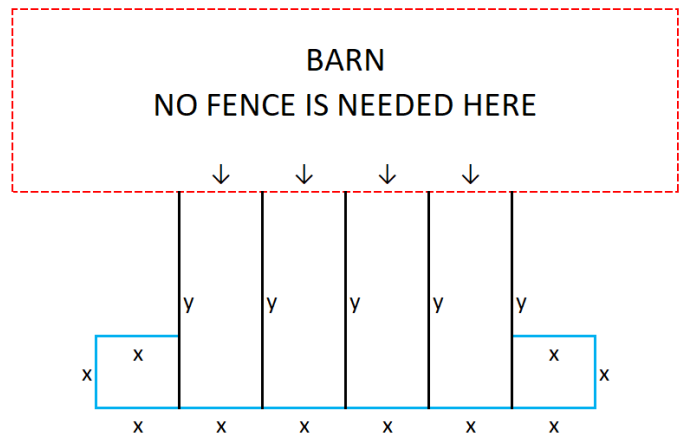 BARN
NO FENCE IS NEEDED HERE
↓ ↓ ↓ ↓
y y y y y
x x
x x
x x x x x x